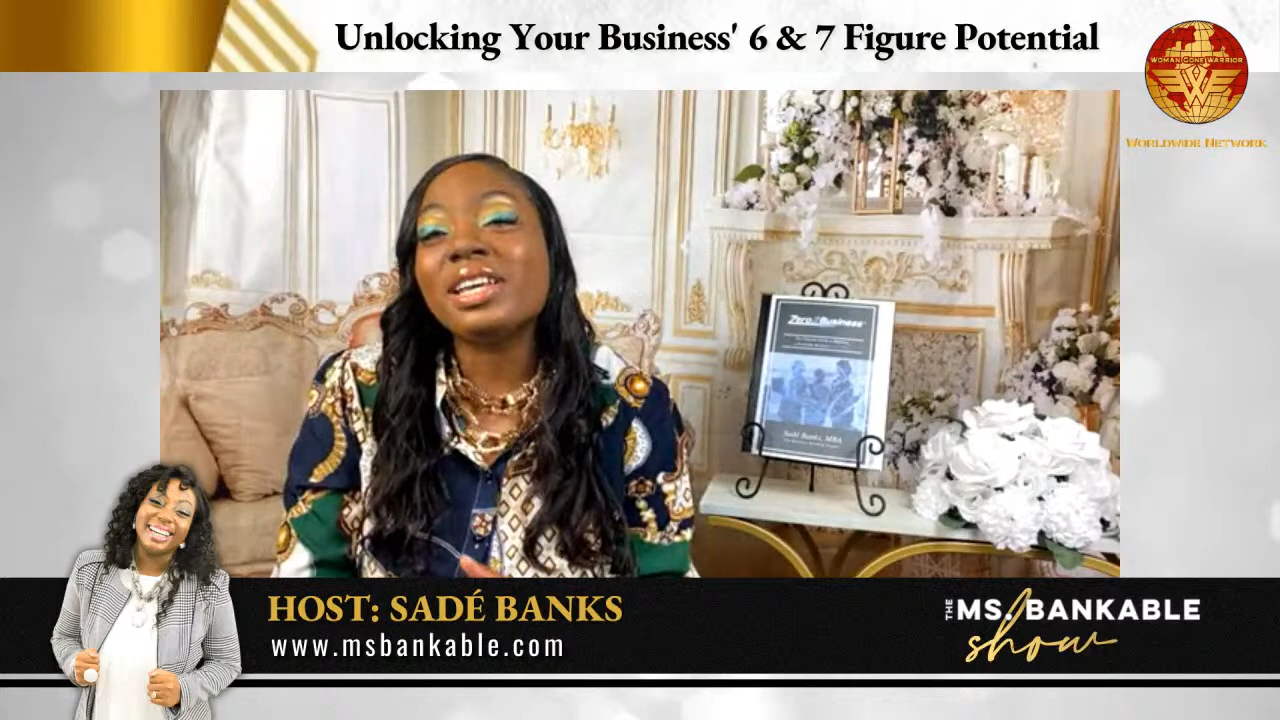 Unlocking Your Business' 6 & 7 Figure Potential
WOMAN GONE WARRIOR
WORLDWIDE NETWORK
Zero 2 Business
Sadé Banks, MBA
HOST: SADÉ BANKS
www.msbankable.com
THE MS. BANKABLE
show